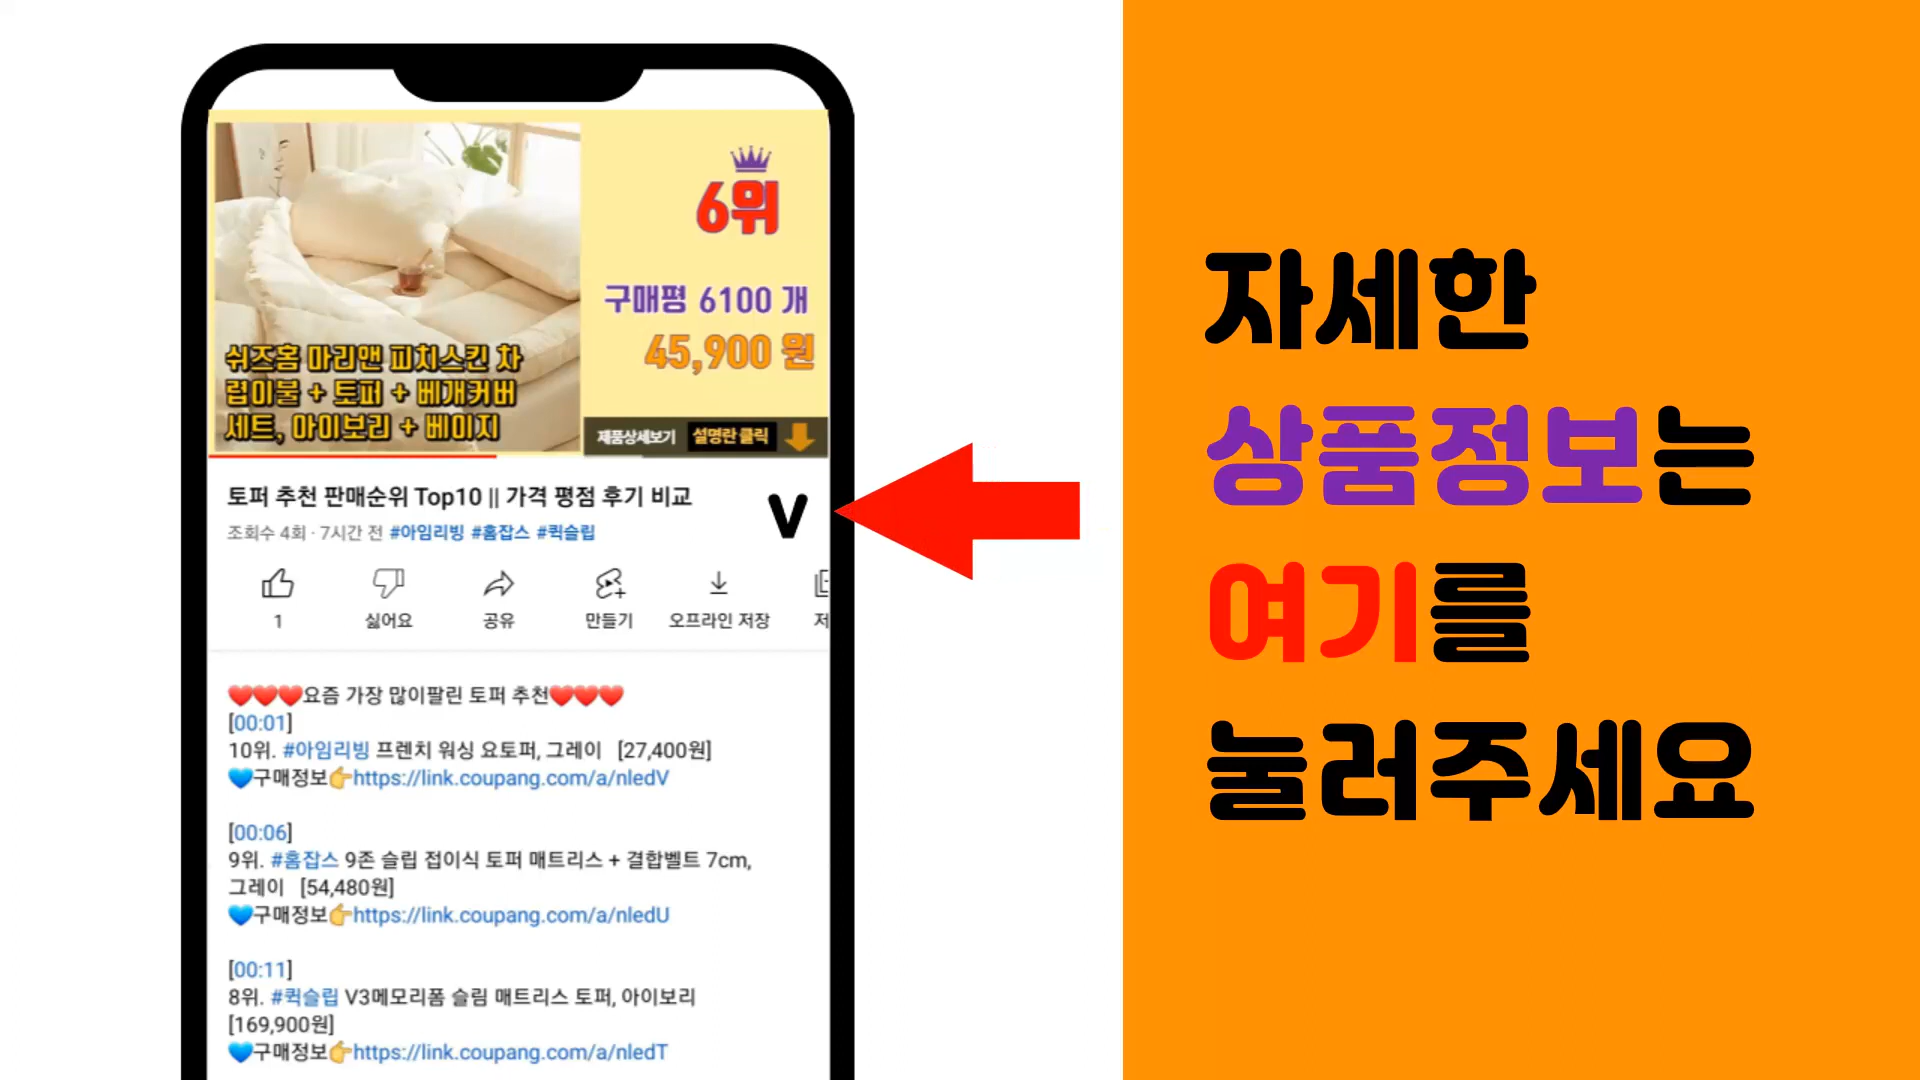 6위
구매평 6100 개
45,900 원
쉬즈홈 마리앤 피치스킨 차
렵이불 + 토퍼 + 베개커버
세트, 아이보리 + 베이지
제품상세보기 설명란 클릭
토퍼 추천 판매순위 Top10 || 가격 평점 후기 비교
V
조회수 4회 · 7시간 전 #아임리빙 #홈잡스 #퀵슬립
1 싫어요 공유 만들기 오프라인 저장 저
❤️❤️❤️요즘 가장 많이팔린 토퍼 추천❤️❤️❤️
[00:01]
10위. #아임리빙 프렌치 워싱 요토퍼, 그레이 [27,400원]
💙구매정보👉https://link.coupang.com/a/nledV
[00:06]
9위. #홈잡스 9존 슬립 접이식 토퍼 매트리스 + 결합벨트 7cm,
그레이 [54,480원]
💙구매정보👉https://link.coupang.com/a/nledU
[00:11]
8위. #퀵슬립 V3메모리폼 슬림 매트리스 토퍼, 아이보리
[169,900원]
💙구매정보👉https://link.coupang.com/a/nledT
자세한
상품정보는
여기를
눌러주세요